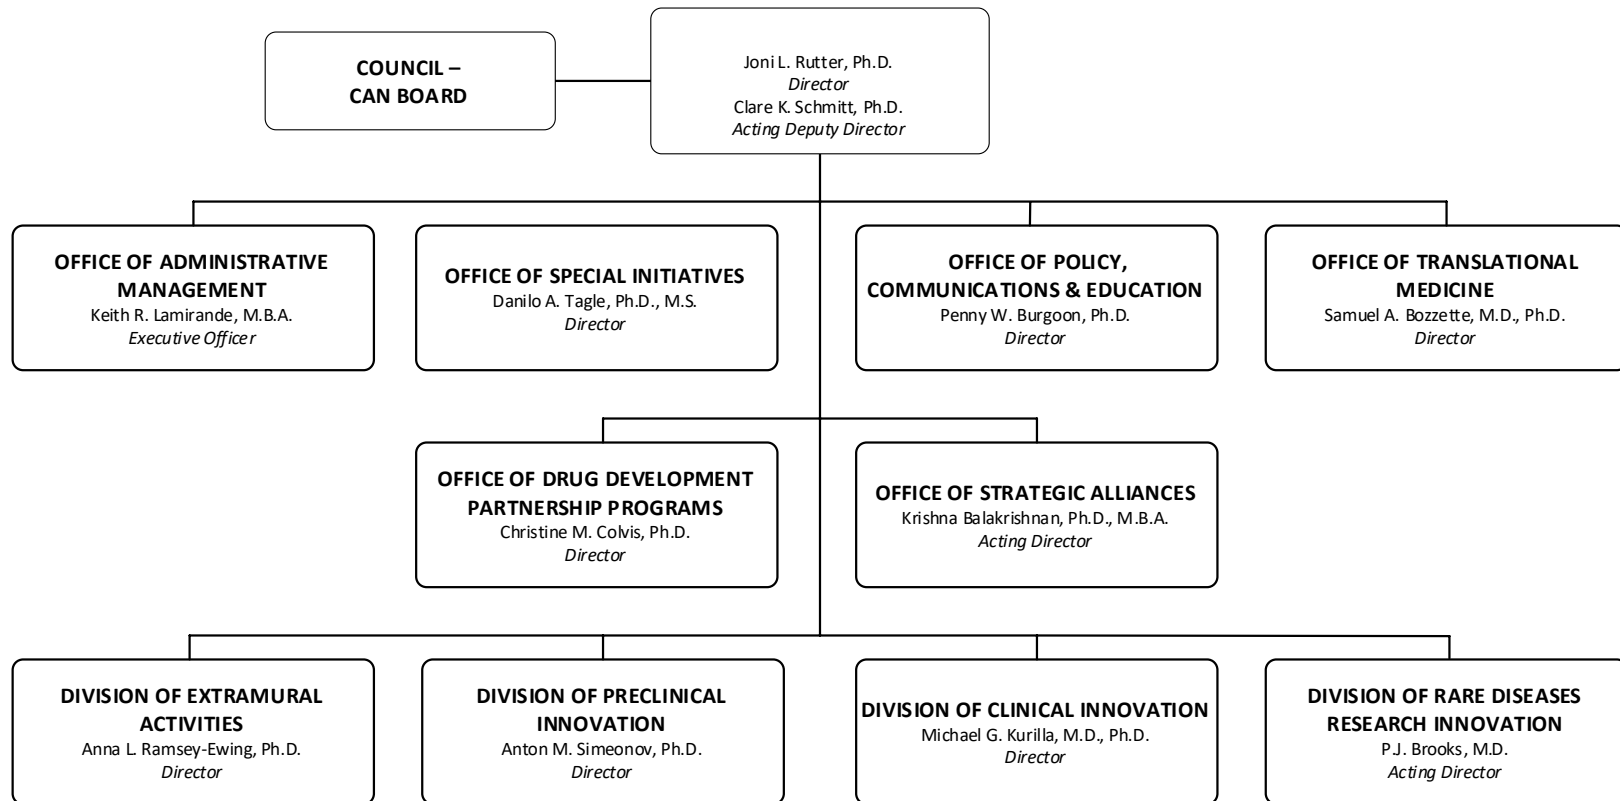 COUNCIL –
CAN BOARD
Joni L. Rutter, Ph.D.
Director
Clare K. Schmitt, Ph.D.
Acting Deputy Director
OFFICE OF ADMINISTRATIVE
MANAGEMENT
Keith R. Lamirande, M.B.A.
Executive Officer
OFFICE OF SPECIAL INITIATIVES
Danilo A. Tagle, Ph.D., M.S.
Director
OFFICE OF POLICY,
COMMUNICATIONS & EDUCATION
Penny W. Burgoon, Ph.D.
Director
OFFICE OF TRANSLATIONAL
MEDICINE
Samuel A. Bozzette, M.D., Ph.D.
Director
OFFICE OF DRUG DEVELOPMENT
PARTNERSHIP PROGRAMS
Christine M. Colvis, Ph.D.
Director
OFFICE OF STRATEGIC ALLIANCES
Krishna Balakrishnan, Ph.D., M.B.A.
Acting Director
DIVISION OF EXTRAMURAL
ACTIVITIES
Anna L. Ramsey-Ewing, Ph.D.
Director
DIVISION OF PRECLINICAL
INNOVATION
Anton M. Simeonov, Ph.D.
Director
DIVISION OF CLINICAL INNOVATION
Michael G. Kurilla, M.D., Ph.D.
Director
DIVISION OF RARE DISEASES
RESEARCH INNOVATION
P.J. Brooks, M.D.
Acting Director